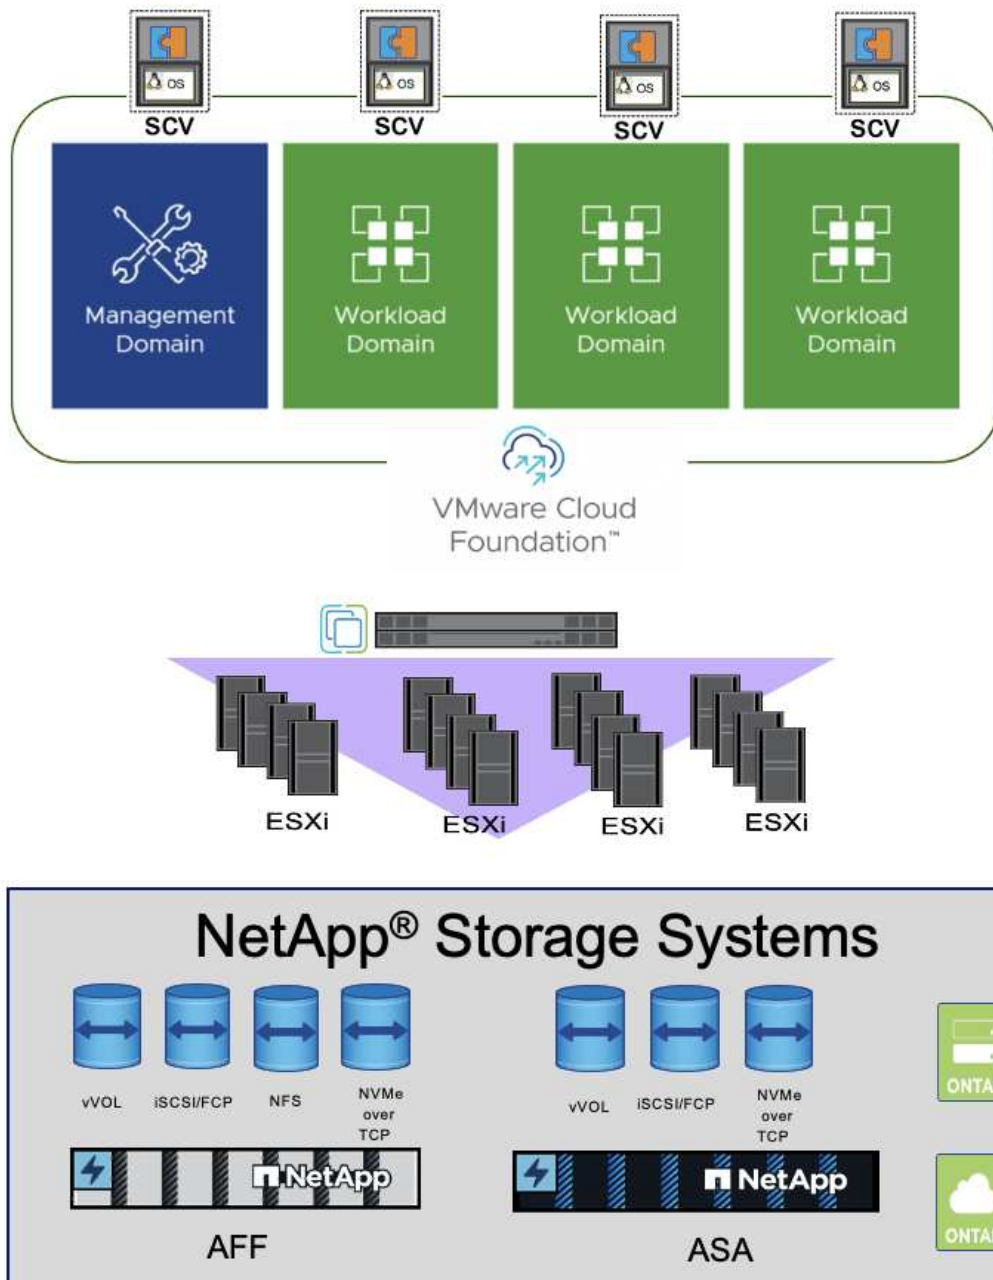 OS OS OS OS
SCV SCV SCV SCV
Management Workload Workload Workload
Domain Domain Domain Domain
VMware Cloud
Foundation™
ESXi ESXi ESXi ESXi
NetApp® Storage Systems
vVOL iSCSI/FCP NFS NVMe over TCP
vVOL iSCSI/FCP NVMe over TCP
NetApp NetApp
AFF ASA